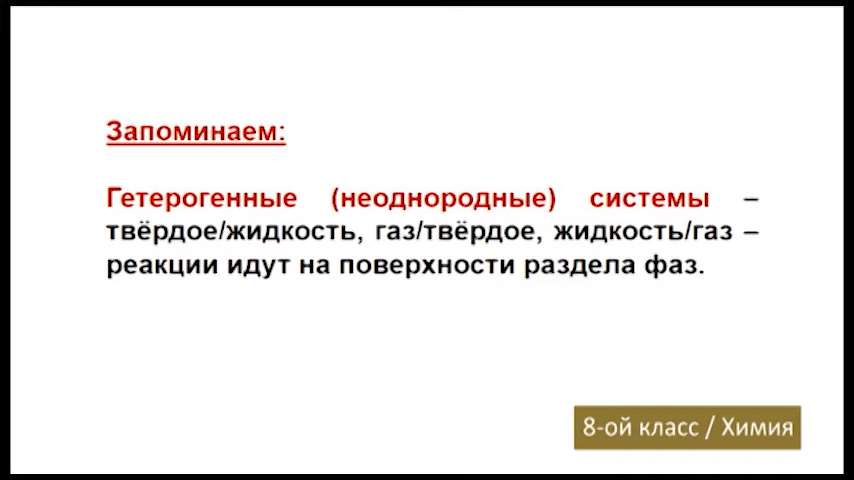 Запоминаем:
Гетерогенные (неоднородные) системы –
твёрдое/жидкость, газ/твёрдое, жидкость/газ –
реакции идут на поверхности раздела фаз.
8-ой класс / Химия